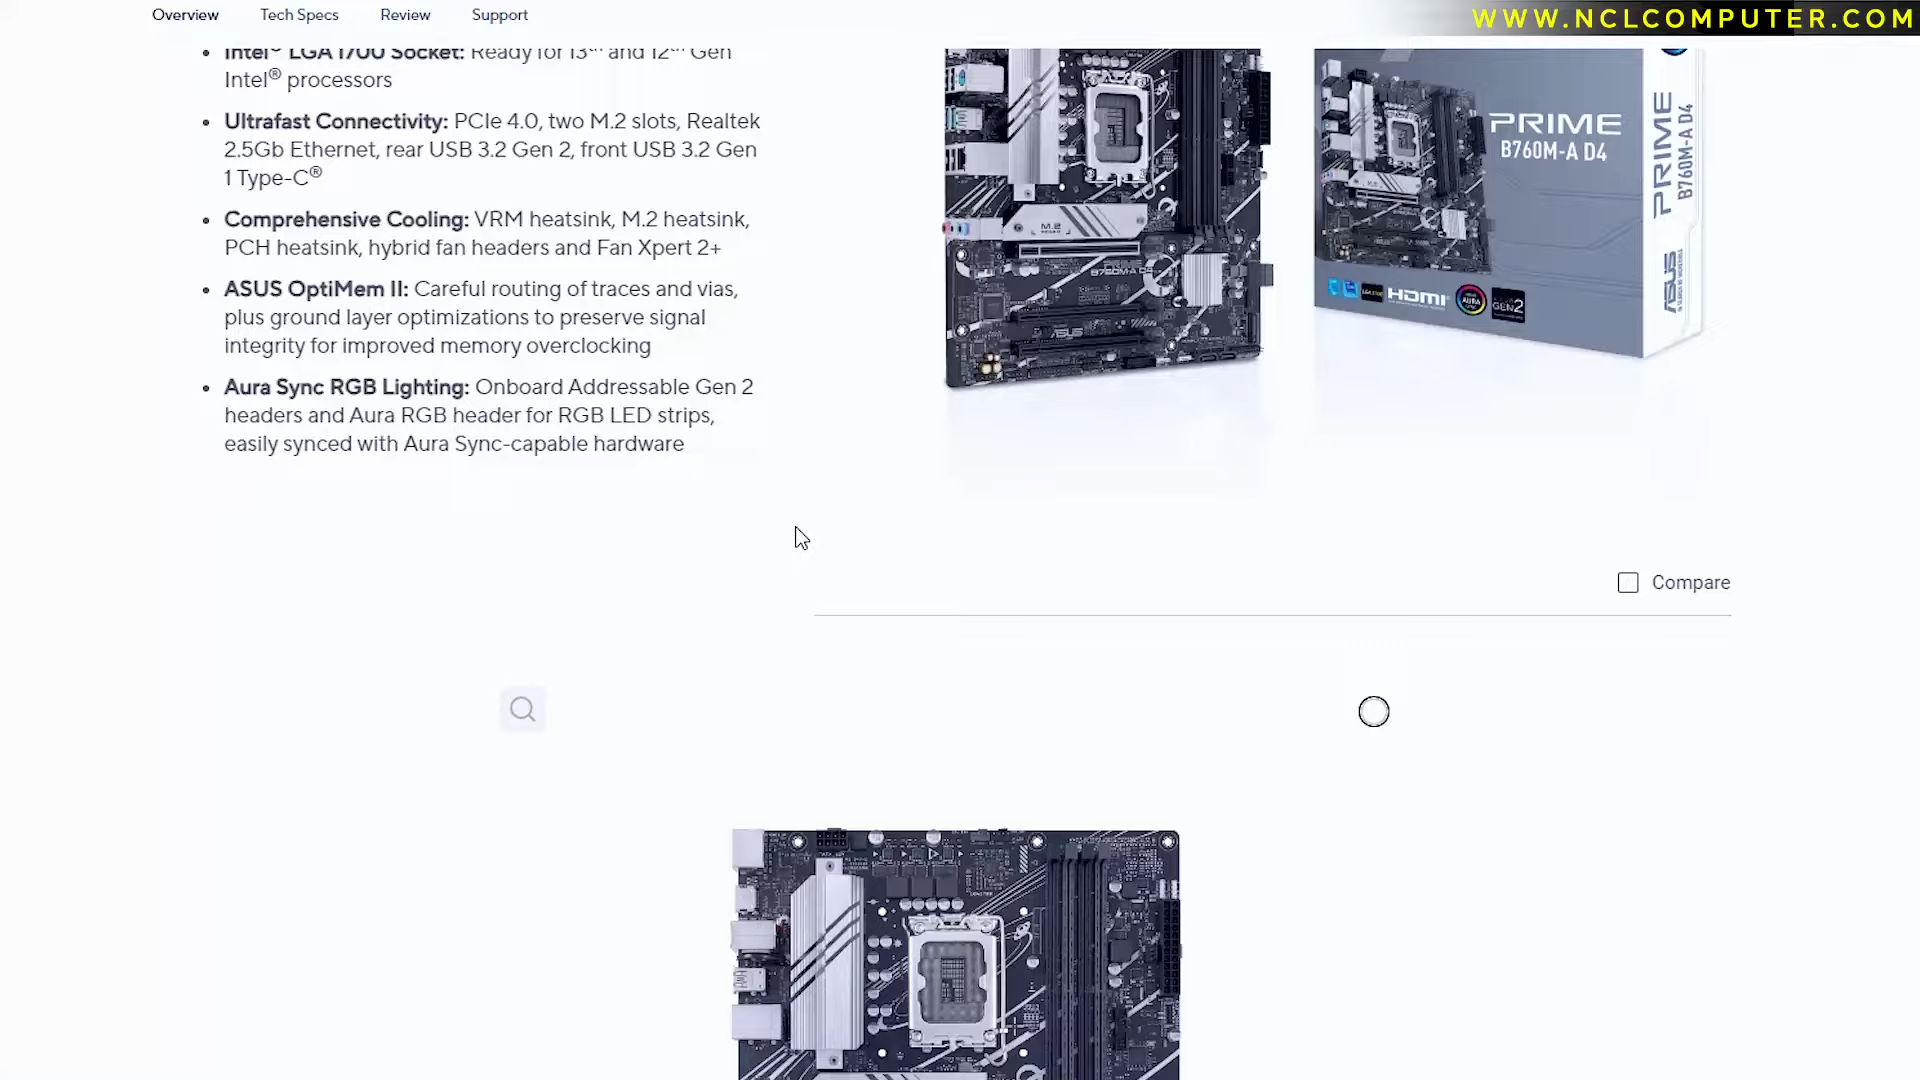 Overview Tech Specs Review Support
WWW.NCLCOMPUTER.COM
Intel® LGA 1700 Socket: Ready for 13th and 12th Gen
Intel® processors
Ultrafast Connectivity: PCIe 4.0, two M.2 slots, Realtek
2.5Gb Ethernet, rear USB 3.2 Gen 2, front USB 3.2 Gen
1 Type-C®
Comprehensive Cooling: VRM heatsink, M.2 heatsink,
PCH heatsink, hybrid fan headers and Fan Xpert 2+
ASUS OptiMem II: Careful routing of traces and vias,
plus ground layer optimizations to preserve signal
integrity for improved memory overclocking
Aura Sync RGB Lighting: Onboard Addressable Gen 2
headers and Aura RGB header for RGB LED strips,
easily synced with Aura Sync-capable hardware
M.2
PRIME
B760M-A D4
ASUS
PRIME
B760M-A D4
HDMI
AURA
GEN2
PRIME
B760M-A D4
ASUS
Compare